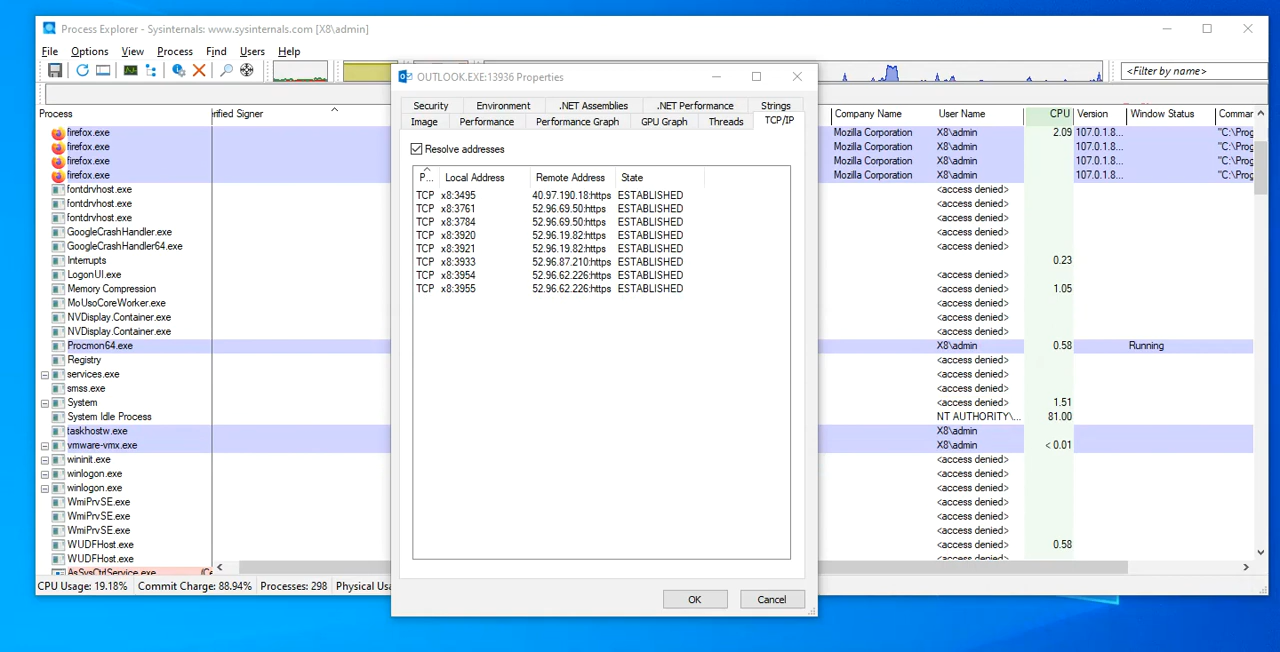 Process Explorer - Sysinternals: www.sysinternals.com [X8\admin]
File Options View Process Find Users Help
<Filter by name>
Process
rified Signer
Company Name User Name CPU Version Window Status Comma
firefox.exe Mozilla Corporation X8\admin 2.09 107.0.1.8... "C:\Prog
firefox.exe Mozilla Corporation X8\admin 107.0.1.8... "C:\Prog
firefox.exe Mozilla Corporation X8\admin 107.0.1.8... "C:\Prog
firefox.exe Mozilla Corporation X8\admin 107.0.1.8... "C:\Prog
fontdrvhost.exe <access denied>
fontdrvhost.exe <access denied>
fontdrvhost.exe <access denied>
GoogleCrashHandler.exe <access denied>
GoogleCrashHandler64.exe <access denied>
Interrupts 0.23
LogonUI.exe <access denied>
Memory Compression <access denied> 1.05
MoUsoCoreWorker.exe <access denied>
NVDisplay.Container.exe <access denied>
NVDisplay.Container.exe <access denied>
Procmon64.exe X8\admin 0.58 Running
Registry <access denied>
services.exe <access denied>
smss.exe <access denied>
System <access denied> 1.51
System Idle Process NT AUTHORITY\... 81.00
taskhostw.exe X8\admin
vmware-vmx.exe X8\admin < 0.01
wininit.exe <access denied>
winlogon.exe <access denied>
winlogon.exe <access denied>
WmiPrvSE.exe <access denied>
WmiPrvSE.exe <access denied>
WmiPrvSE.exe <access denied>
WUDFHost.exe <access denied> 0.58
WUDFHost.exe <access denied>
AsSysCtrlService.exe
CPU Usage: 19.18% Commit Charge: 88.94% Processes: 298 Physical Usa
OUTLOOK.EXE:13936 Properties
Security Environment .NET Assemblies .NET Performance Strings
Image Performance Performance Graph GPU Graph Threads TCP/IP
Resolve addresses
P... Local Address Remote Address State
TCP x8:3495 40.97.190.18:https ESTABLISHED
TCP x8:3761 52.96.69.50:https ESTABLISHED
TCP x8:3784 52.96.69.50:https ESTABLISHED
TCP x8:3920 52.96.19.82:https ESTABLISHED
TCP x8:3921 52.96.19.82:https ESTABLISHED
TCP x8:3933 52.96.87.210:https ESTABLISHED
TCP x8:3954 52.96.62.226:https ESTABLISHED
TCP x8:3955 52.96.62.226:https ESTABLISHED
OK Cancel